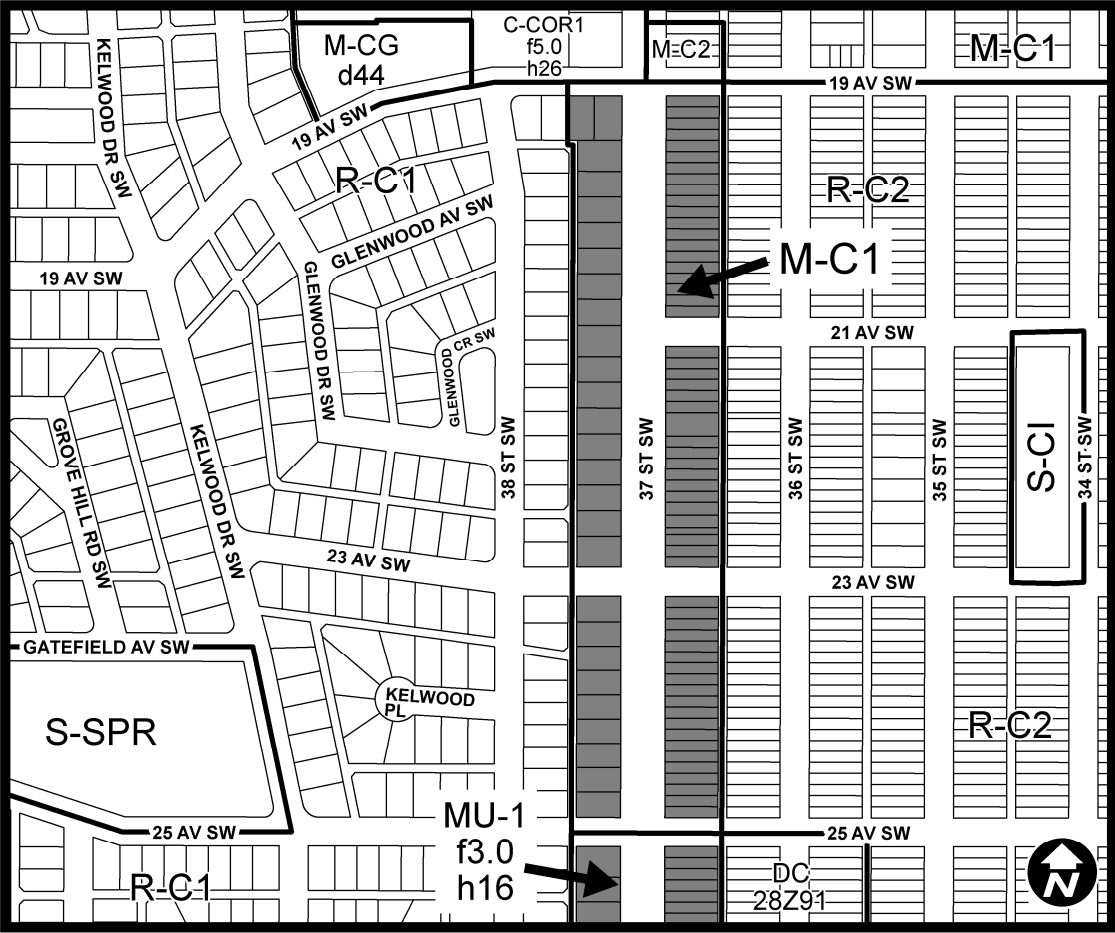 C-COR1
f5.0
h26
M-CG
d44
M-C2
M-C1
KELWOOD DR SW
19 AV SW
19 AV SW
R-C1
R-C2
GLENWOOD AV SW
M-C1
19 AV SW
GLENWOOD DR SW
21 AV SW
GLENWOOD
CR SW
GROVE HILL RD SW
KELWOOD DR SW
38 ST SW
37 ST SW
36 ST SW
35 ST SW
S-CI
34 ST SW
23 AV SW
23 AV SW
GATEFIELD AV SW
KELWOOD
PL
S-SPR
R-C2
MU-1
f3.0
h16
25 AV SW
25 AV SW
R-C1
DC
28Z91
N